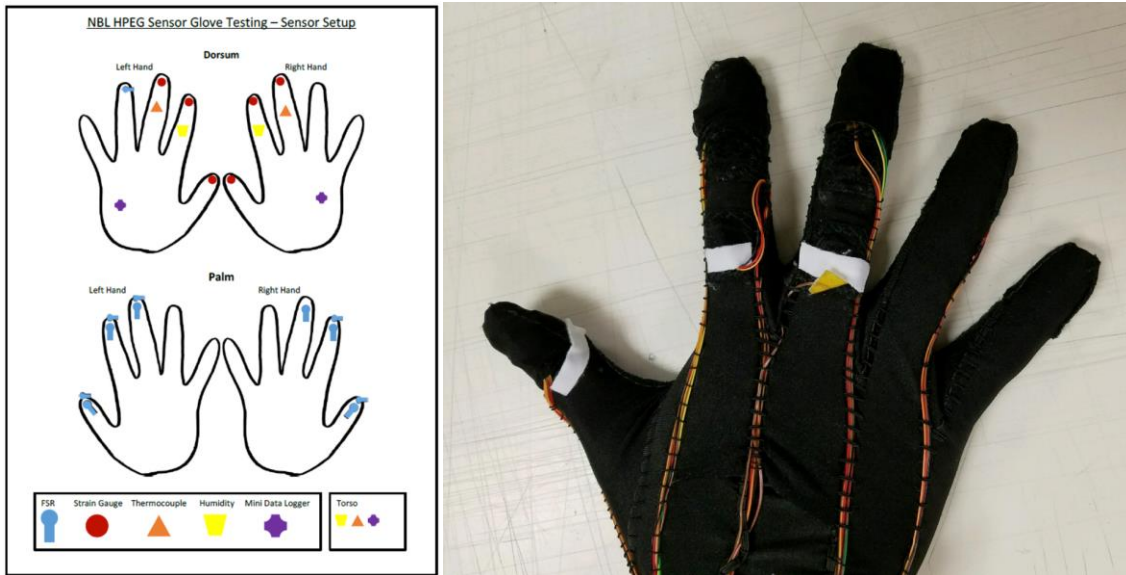 NBL HPEG Sensor Glove Testing – Sensor Setup
Dorsum
Left Hand Right Hand
Palm
Left Hand Right Hand
FSR Strain Gauge Thermocouple Humidity Mini Data Logger Torso